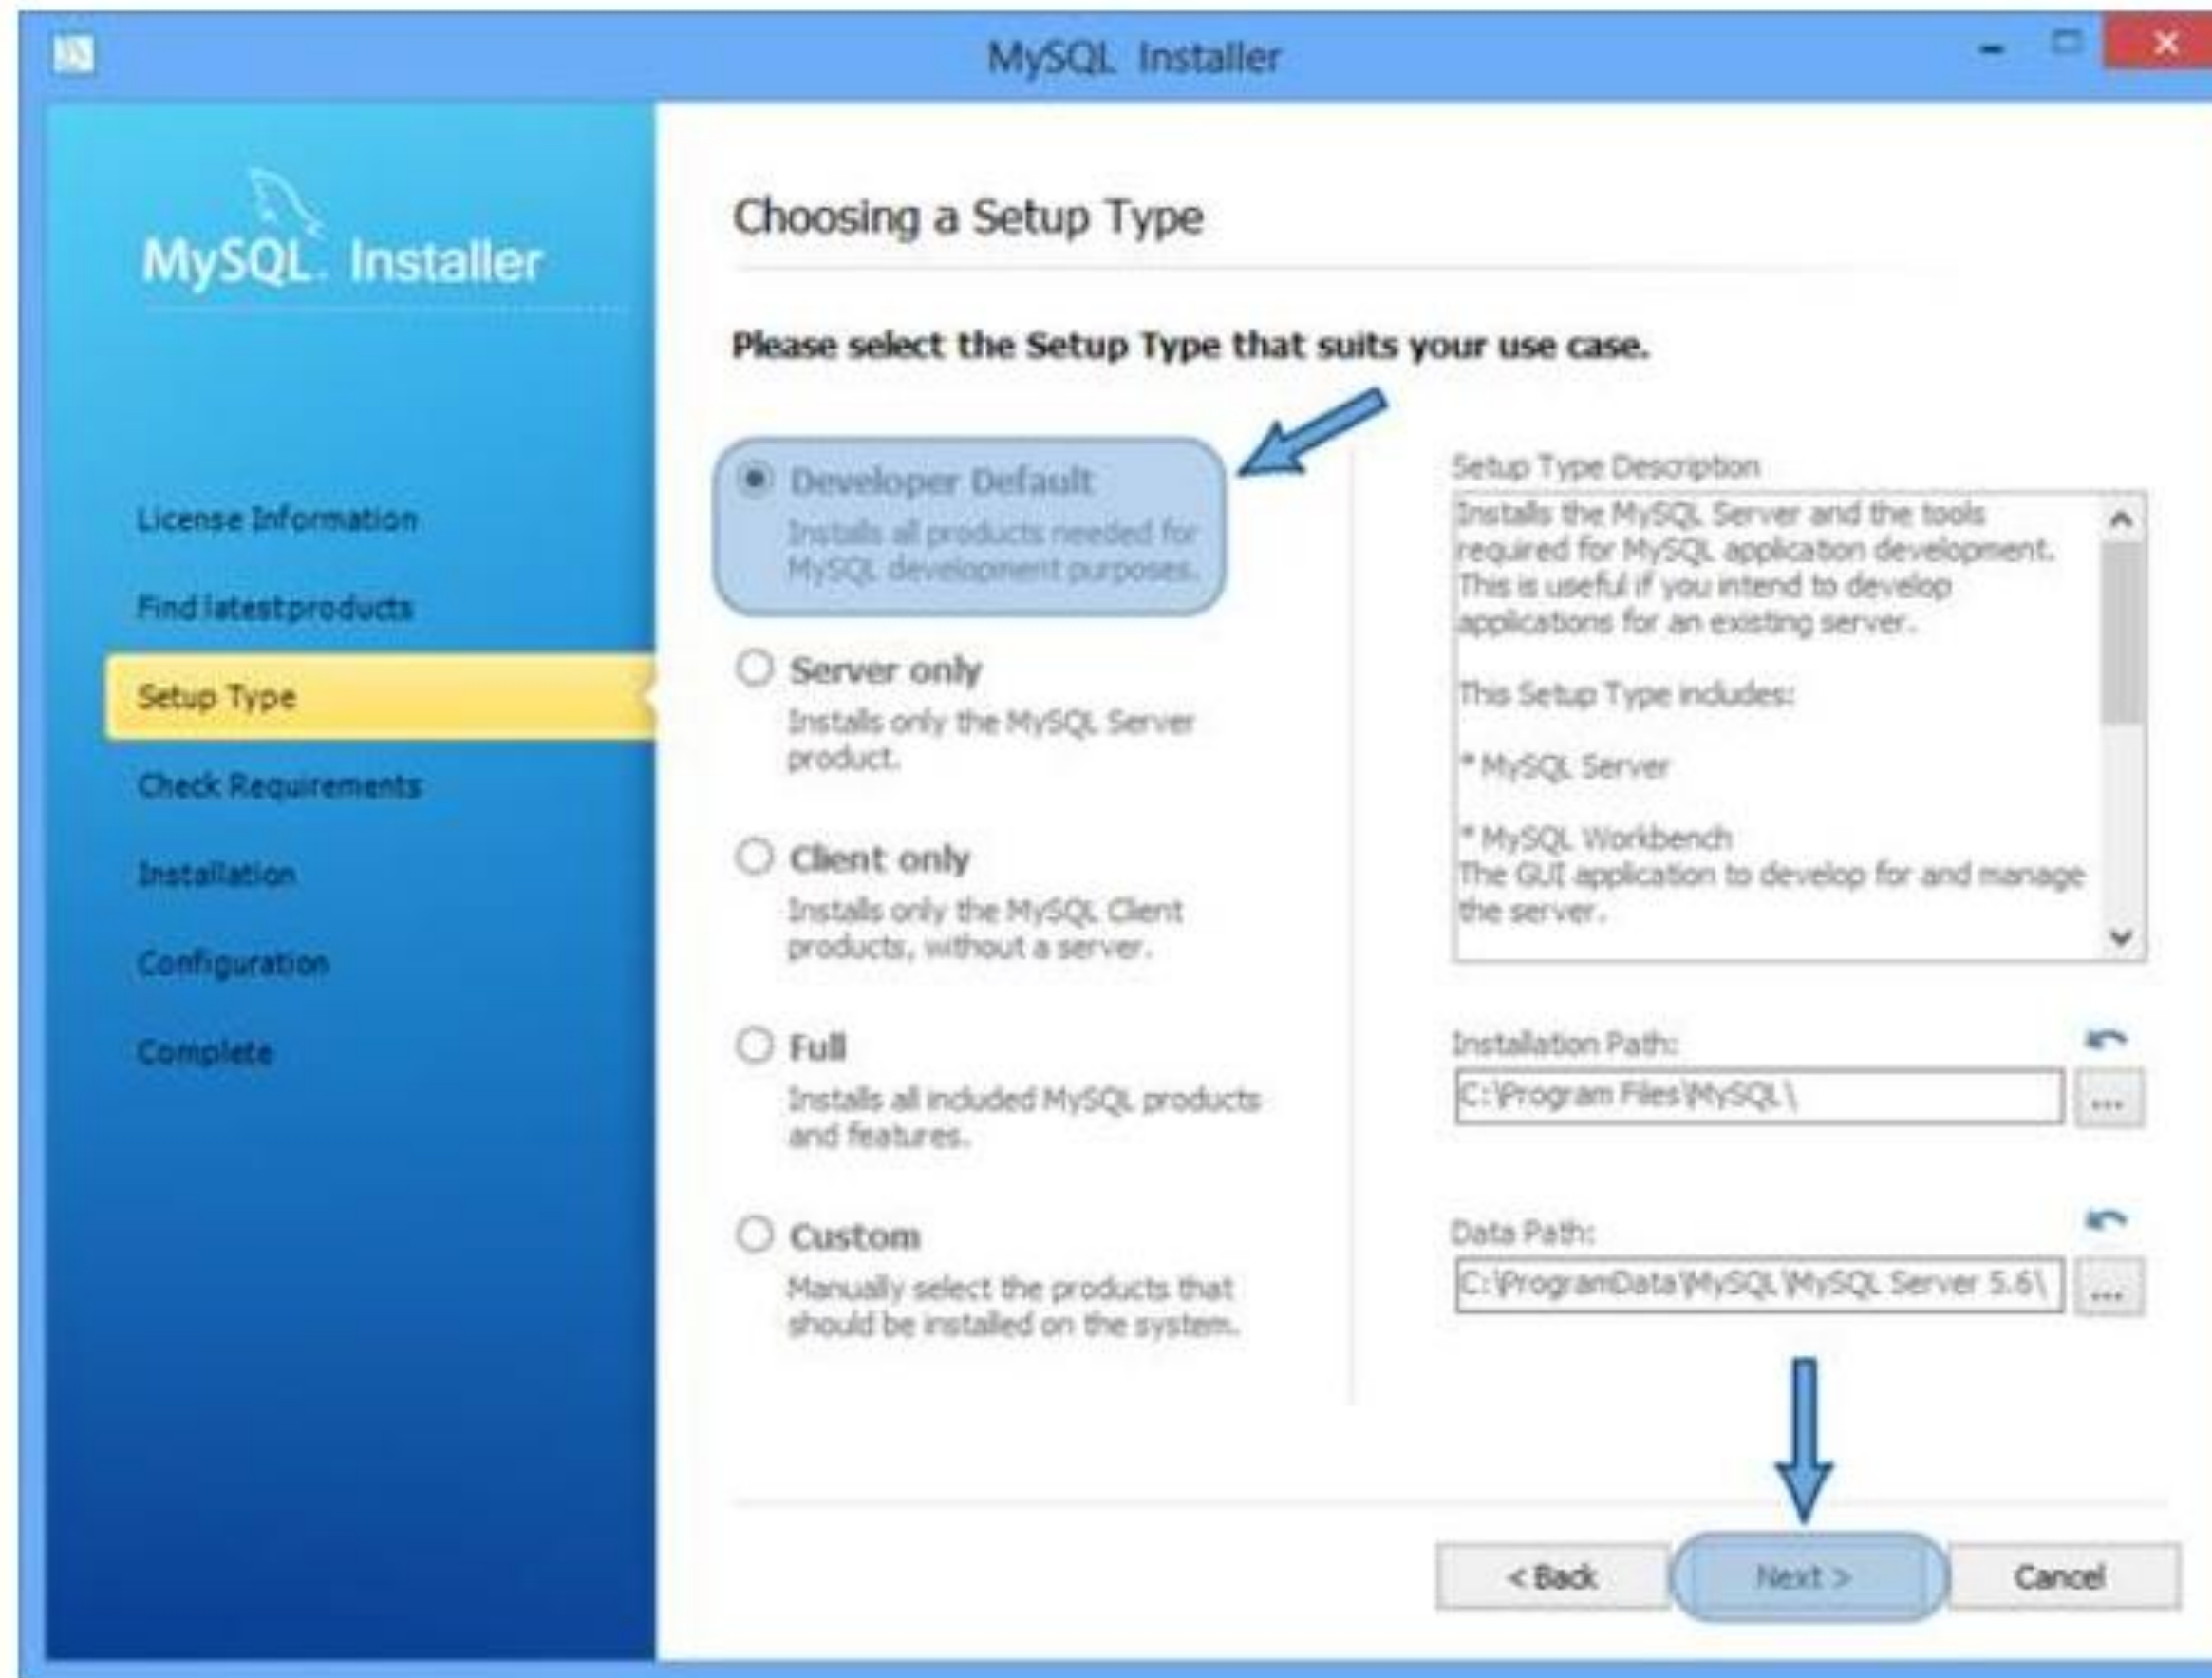 MySQL Installer
MySQL Installer
License Information
Find latest products
Setup Type
Check Requirements
Installation
Configuration
Complete
Choosing a Setup Type
Please select the Setup Type that suits your use case.
Developer Default
Installs all products needed for
MySQL development purposes.
Server only
Installs only the MySQL Server
product.
Client only
Installs only the MySQL Client
products, without a server.
Full
Installs all included MySQL products
and features.
Custom
Manually select the products that
should be installed on the system.
Setup Type Description
Installs the MySQL Server and the tools
required for MySQL application development.
This is useful if you intend to develop
applications for an existing server.
This Setup Type includes:
* MySQL Server
* MySQL Workbench
The GUI application to develop for and manage
the server.
Installation Path:
C:\Program Files\MySQL\
...
Data Path:
C:\ProgramData\MySQL\MySQL Server 5.6\
...
< Back
Next >
Cancel